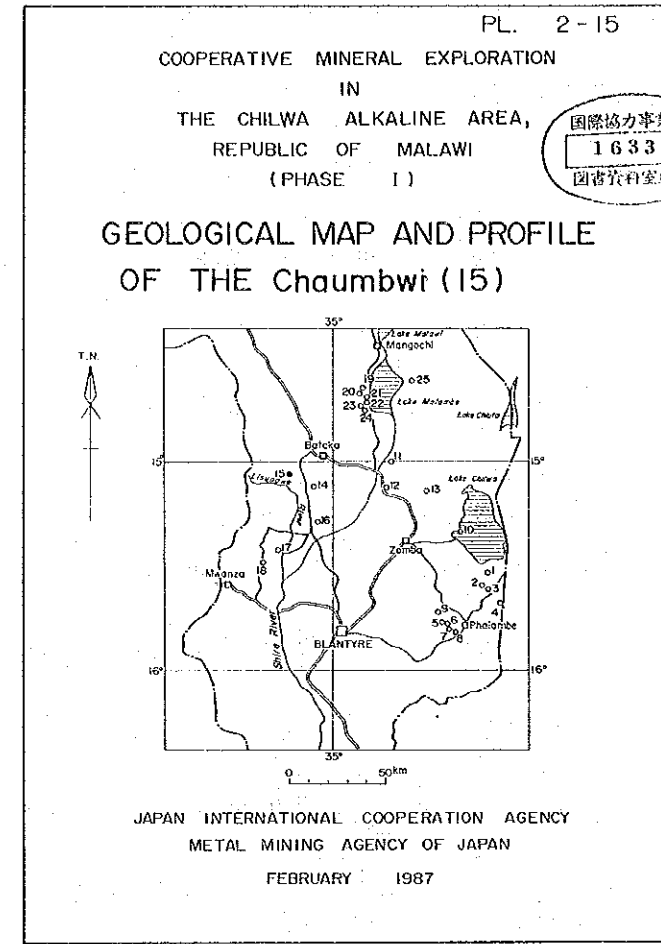 PL. 2-15
COOPERATIVE MINERAL EXPLORATION
IN
THE CHILWA ALKALINE AREA,
REPUBLIC OF MALAWI
(PHASE I)
国際協力事業
1633
図書資料室
GEOLOGICAL MAP AND PROFILE
OF THE Chaumbwi (15)
T.N.
35°
Lake Malawi
Mangochi
19
25
20
21
22
23
24
Lake Malombe
Lake Chiuta
Balaka
11
15°
15°
15
Lisungwe
14
12
13
Lake Chilwa
16
10
17
Zomba
18
1
Mwanza
2
3
4
9
5
6
Phalombe
7
8
Shire River
BLANTYRE
16°
16°
35°
0
50km
JAPAN INTERNATIONAL COOPERATION AGENCY
METAL MINING AGENCY OF JAPAN
FEBRUARY 1987